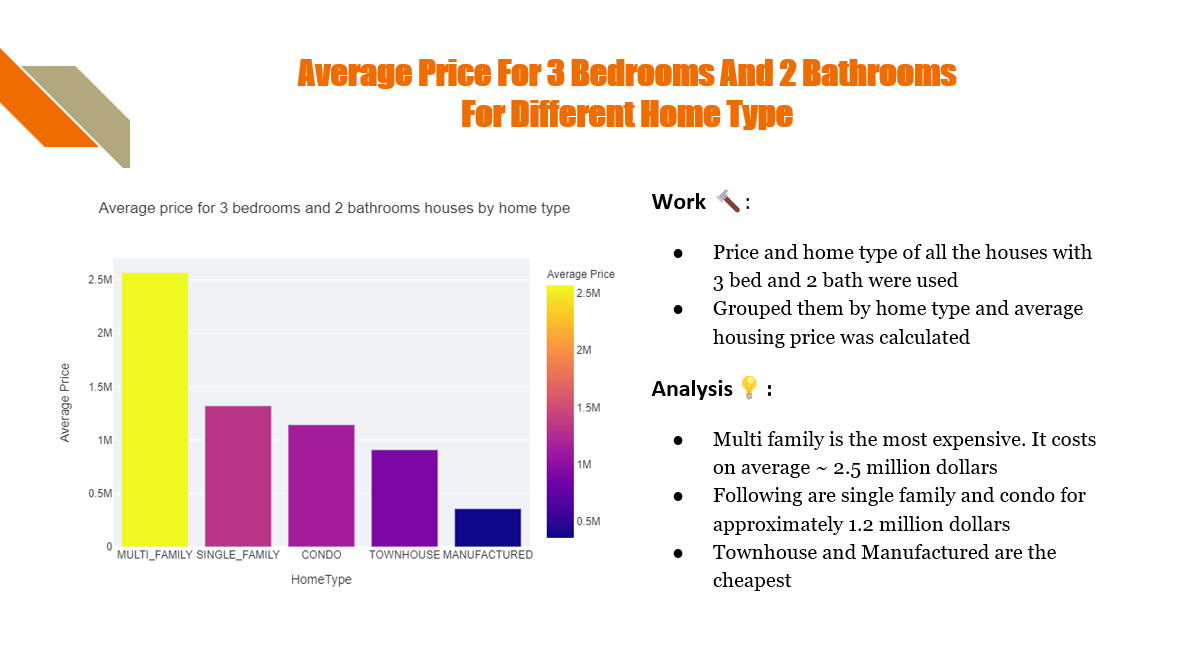 Average Price For 3 Bedrooms And 2 Bathrooms
For Different Home Type
Average price for 3 bedrooms and 2 bathrooms houses by home type
Average Price
2.5M
2M
1.5M
1M
0.5M
0
MULTI_FAMILY SINGLE_FAMILY CONDO TOWNHOUSE MANUFACTURED
HomeType
Average Price
2.5M
2M
1.5M
1M
0.5M
Work 🔨 :
● Price and home type of all the houses with
3 bed and 2 bath were used
● Grouped them by home type and average
housing price was calculated
Analysis 💡 :
● Multi family is the most expensive. It costs
on average ~ 2.5 million dollars
● Following are single family and condo for
approximately 1.2 million dollars
● Townhouse and Manufactured are the
cheapest